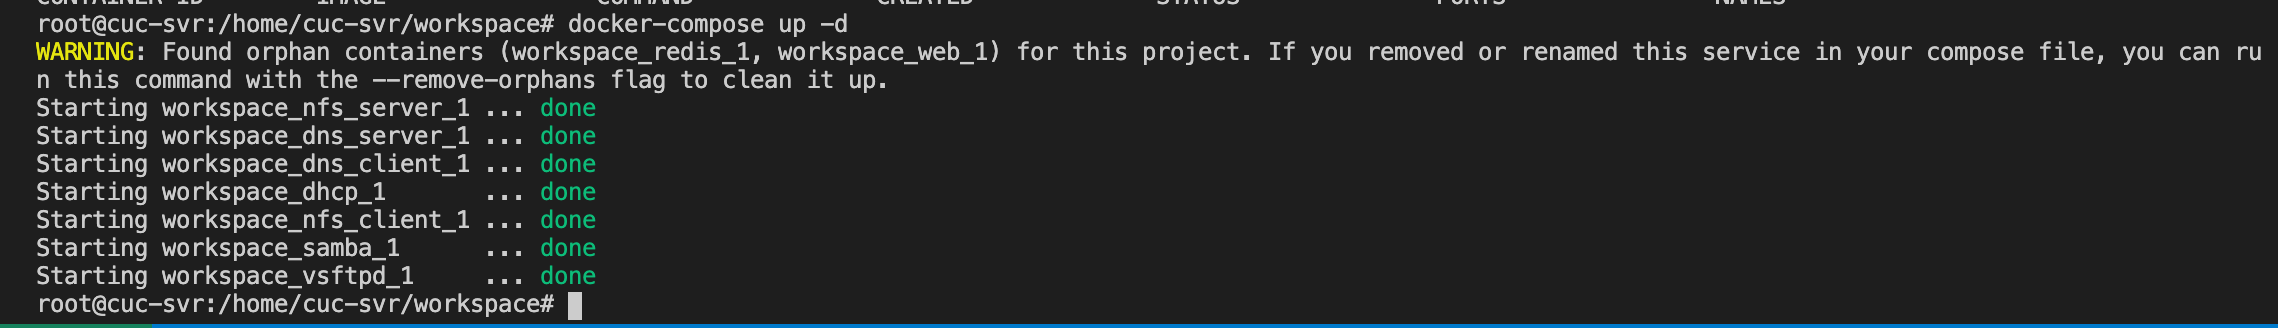 CONTAINER ID IMAGE COMMAND CREATED STATUS PORTS NAMES
root@cuc-svr:/home/cuc-svr/workspace# docker-compose up -d
WARNING: Found orphan containers (workspace_redis_1, workspace_web_1) for this project. If you removed or renamed this service in your compose file, you can ru
n this command with the --remove-orphans flag to clean it up.
Starting workspace_nfs_server_1 ... done
Starting workspace_dns_server_1 ... done
Starting workspace_dns_client_1 ... done
Starting workspace_dhcp_1       ... done
Starting workspace_nfs_client_1 ... done
Starting workspace_samba_1      ... done
Starting workspace_vsftpd_1     ... done
root@cuc-svr:/home/cuc-svr/workspace#